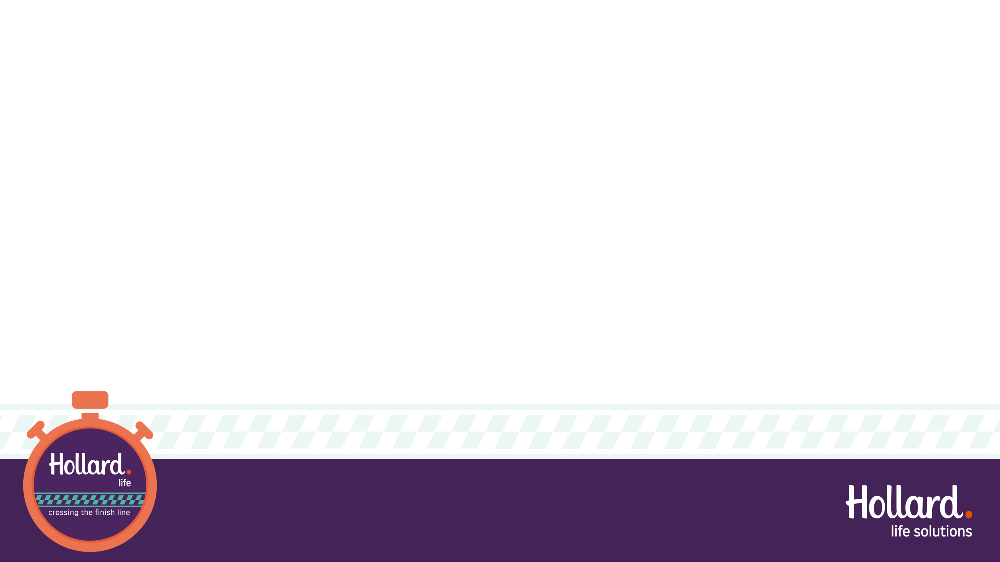 Hollard.
life
crossing the finish line
Hollard.
life solutions